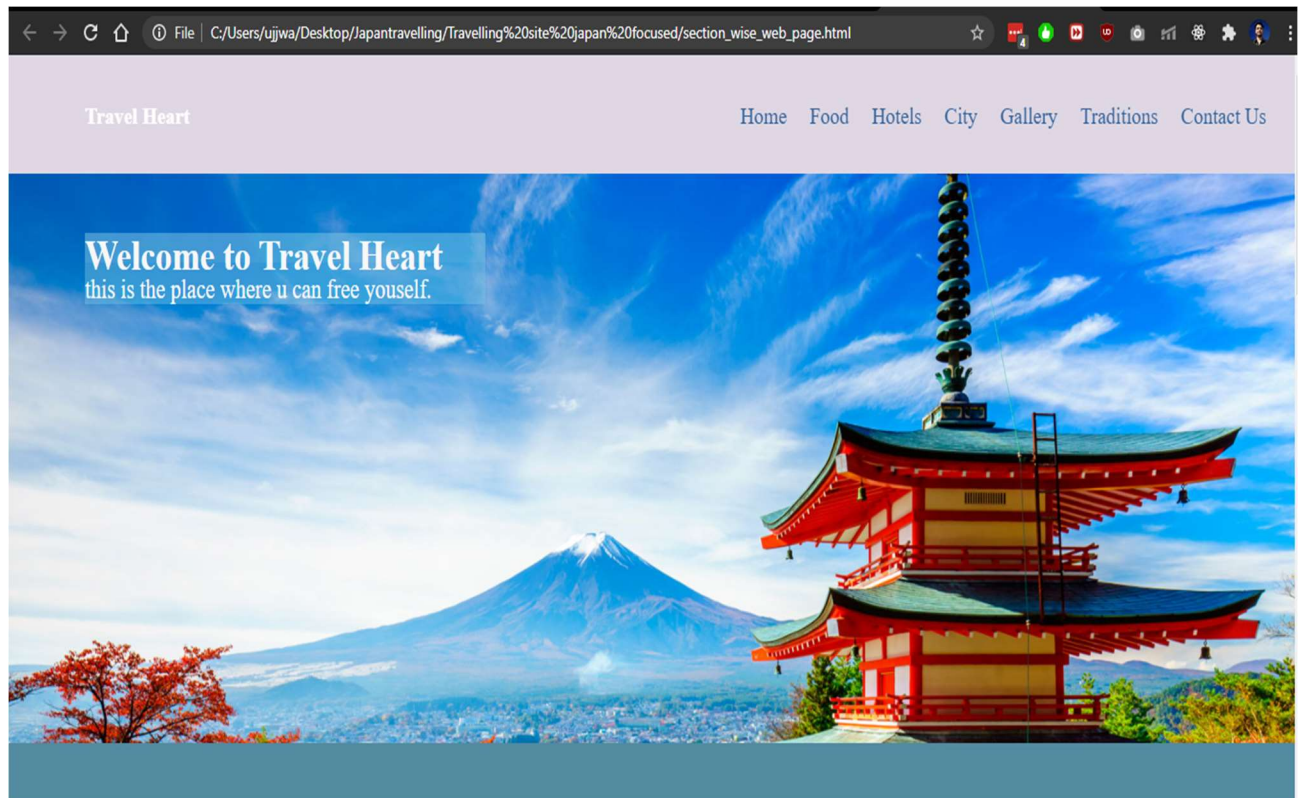 File | C:/Users/ujjwa/Desktop/Japantravelling/Travelling%20site%20japan%20focused/section_wise_web_page.html
4
Travel Heart Home Food Hotels City Gallery Traditions Contact Us
Welcome to Travel Heart
this is the place where u can free youself.